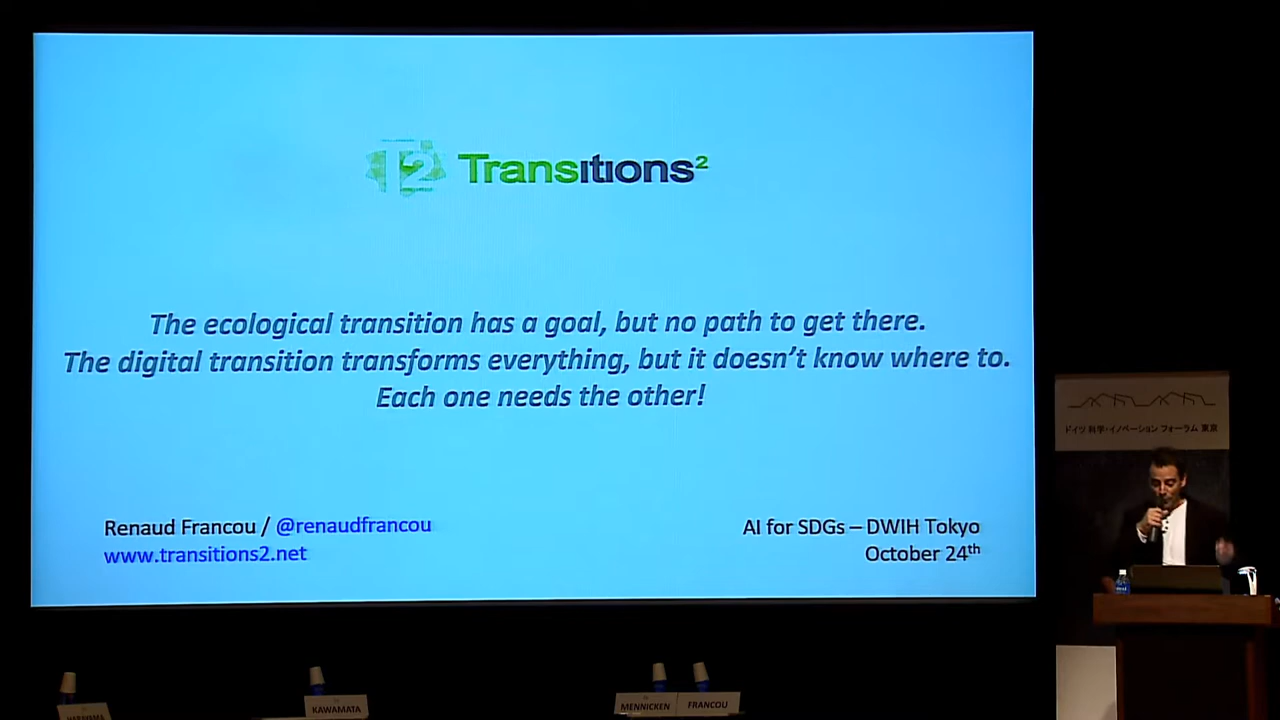 T2 Transitions²
The ecological transition has a goal, but no path to get there.
The digital transition transforms everything, but it doesn't know where to.
Each one needs the other!
Renaud Francou / @renaudfrancou
www.transitions2.net
AI for SDGs – DWIH Tokyo
October 24th
ドイツ 科学・イノベーション フォーラム 東京
KAWAMATA
MENNICKEN
FRANCOU